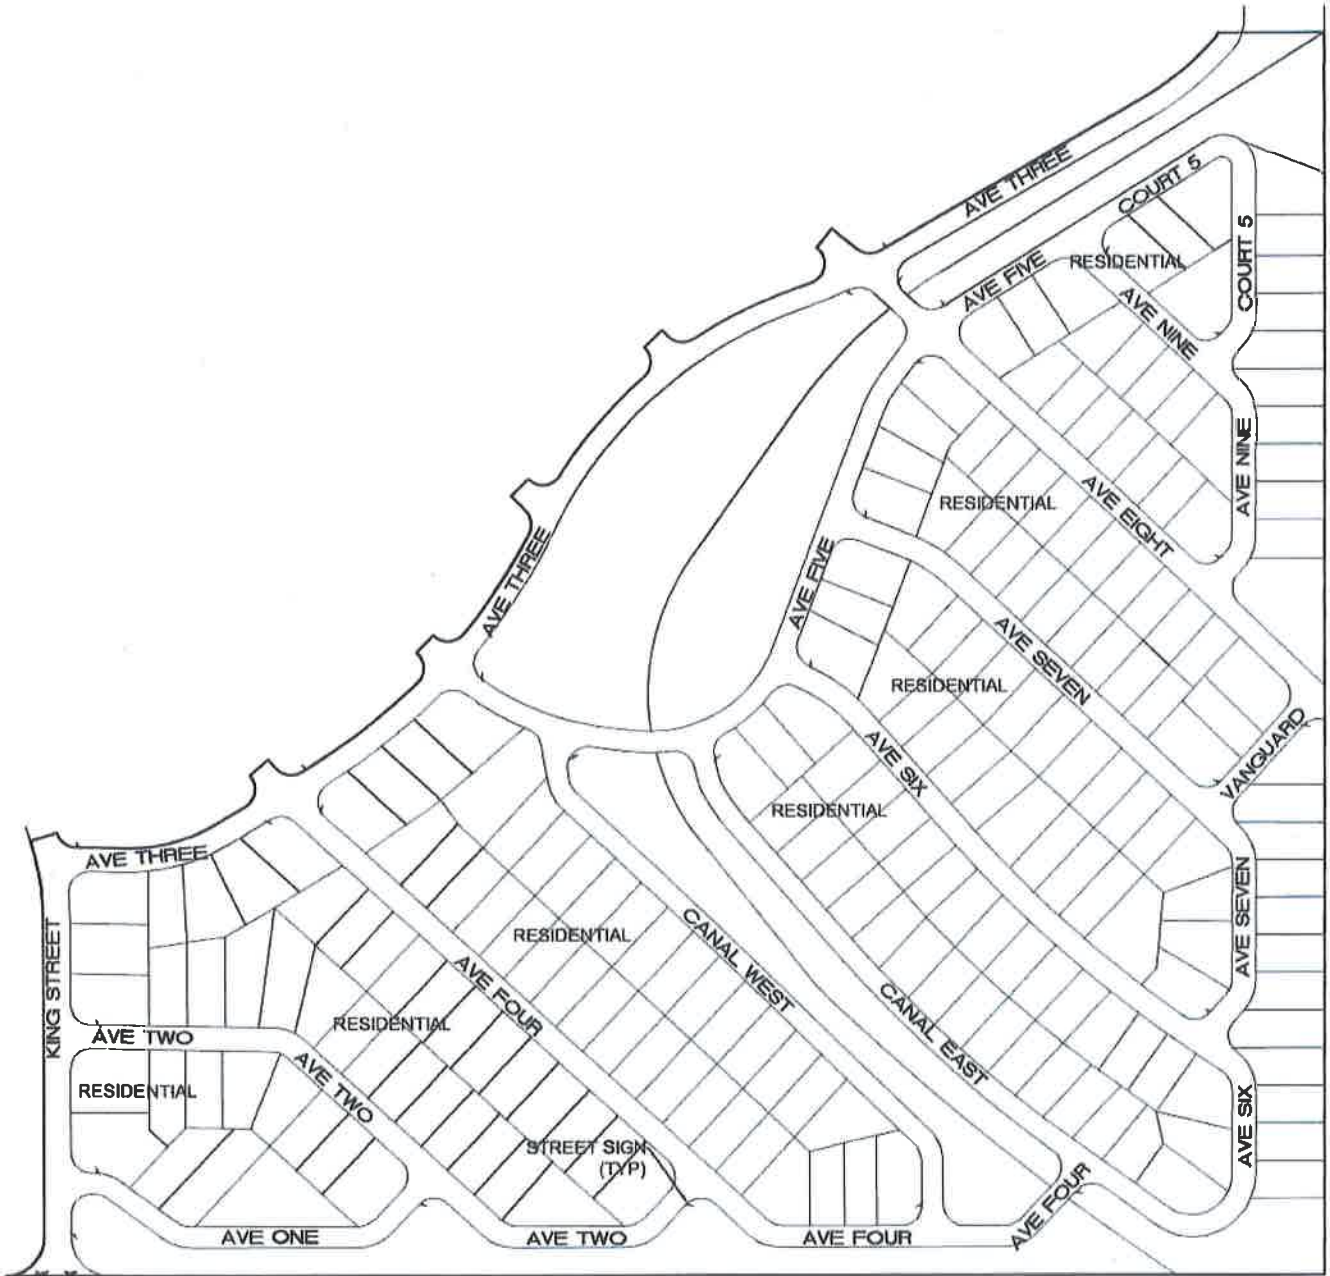 AVE THREE
COURT 5
COURT 5
AVE FIVE
RESIDENTIAL
AVE NINE
AVE NINE
RESIDENTIAL
AVE EIGHT
AVE THREE
AVE FIVE
AVE SEVEN
RESIDENTIAL
VANGUARD
AVE SIX
RESIDENTIAL
AVE THREE
AVE SEVEN
RESIDENTIAL
CANAL WEST
KING STREET
AVE FOUR
RESIDENTIAL
CANAL EAST
AVE TWO
RESIDENTIAL
AVE TWO
AVE SIX
STREET SIGN
(TYP)
AVE FOUR
AVE ONE
AVE TWO
AVE FOUR